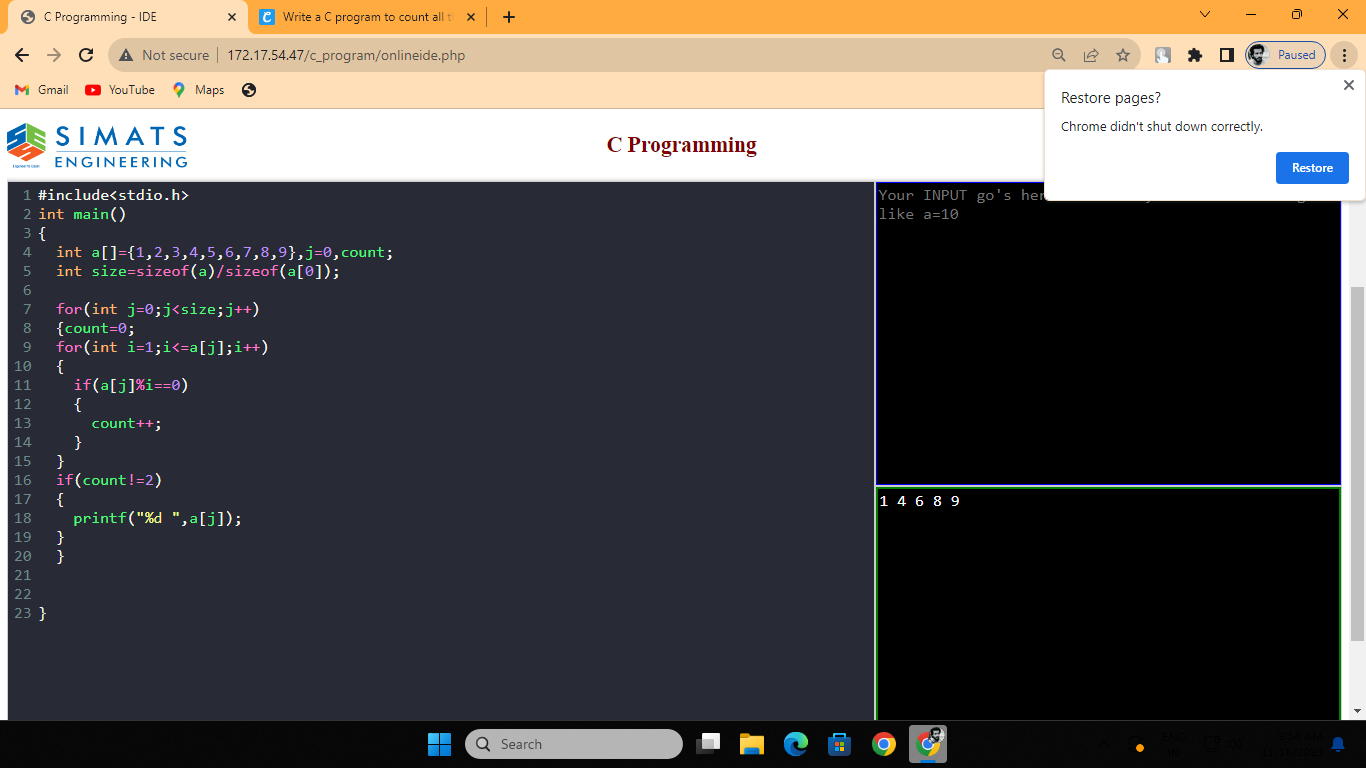 C Programming - IDE
Write a C program to count all t
Not secure
172.17.54.47/c_program/onlineide.php
Paused
Gmail
YouTube
Maps
Restore pages?
Chrome didn't shut down correctly.
Restore
SIMATS
ENGINEERING
C Programming
1 #include<stdio.h>
2 int main()
3 {
4   int a[]={1,2,3,4,5,6,7,8,9},j=0,count;
5   int size=sizeof(a)/sizeof(a[0]);
6
7   for(int j=0;j<size;j++)
8   {count=0;
9   for(int i=1;i<=a[j];i++)
10   {
11     if(a[j]%i==0)
12     {
13       count++;
14     }
15   }
16   if(count!=2)
17   {
18     printf("%d ",a[j]);
19   }
20   }
21
22
23 }
Your INPUT go's her
like a=10
1 4 6 8 9
Search